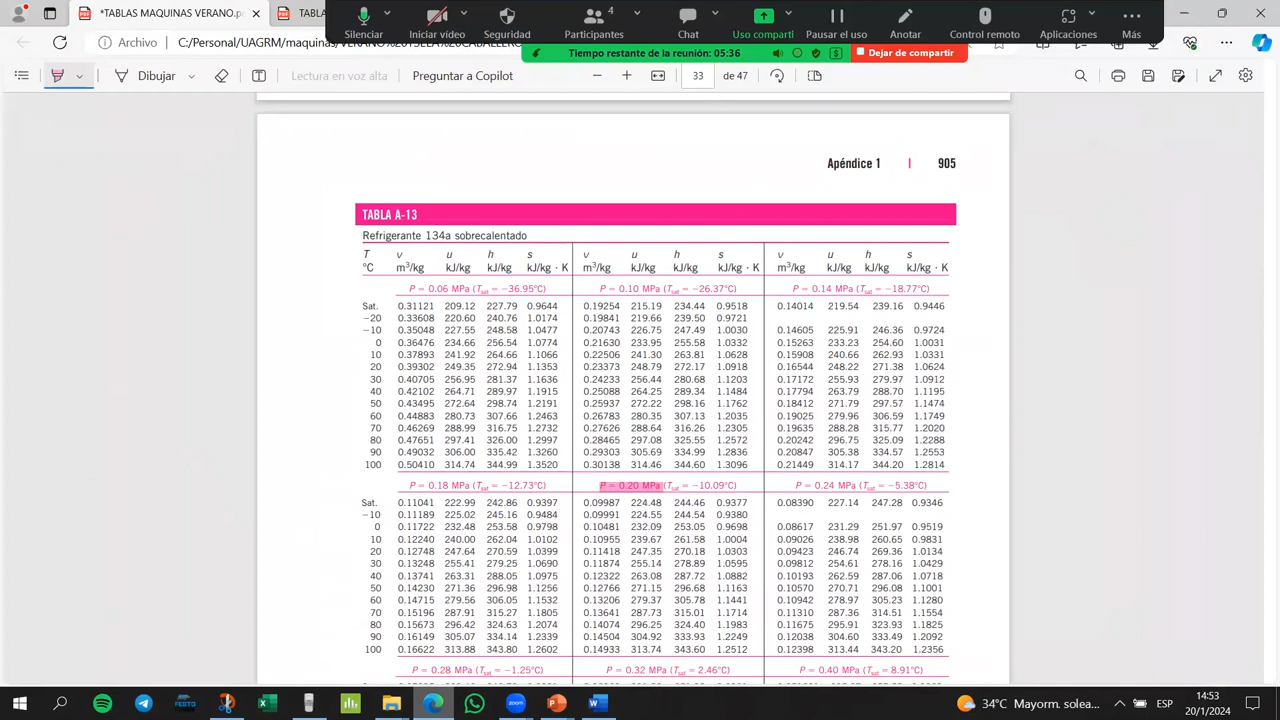 *TABLAS MAQUINAS VERANO.p
TABLA
Silenciar
Iniciar vídeo
Seguridad
4
Participantes
Chat
Uso comparti
Pausar el uso
Anotar
Control remoto
Aplicaciones
Más
Archivo
C:/Personal/UAGRM/maquinas/VERANO
Tiempo restante de la reunión: 05:36
Dejar de compartir
Dibujar
Lectura en voz alta
Preguntar a Copilot
33
de 47
Apéndice 1 | 905
TABLA A-13
Refrigerante 134a sobrecalentado
T v u h s v u h s v u h s
°C m³/kg kJ/kg kJ/kg kJ/kg · K m³/kg kJ/kg kJ/kg kJ/kg · K m³/kg kJ/kg kJ/kg kJ/kg · K
P = 0.06 MPa (Tsat = −36.95°C) P = 0.10 MPa (Tsat = −26.37°C) P = 0.14 MPa (Tsat = −18.77°C)
Sat. 0.31121 209.12 227.79 0.9644 0.19254 215.19 234.44 0.9518 0.14014 219.54 239.16 0.9446
−20 0.33608 220.60 240.76 1.0174 0.19841 219.66 239.50 0.9721
−10 0.35048 227.55 248.58 1.0477 0.20743 226.75 247.49 1.0030 0.14605 225.91 246.36 0.9724
0 0.36476 234.66 256.54 1.0774 0.21630 233.95 255.58 1.0332 0.15263 233.23 254.60 1.0031
10 0.37893 241.92 264.66 1.1066 0.22506 241.30 263.81 1.0628 0.15908 240.66 262.93 1.0331
20 0.39302 249.35 272.94 1.1353 0.23373 248.79 272.17 1.0918 0.16544 248.22 271.38 1.0624
30 0.40705 256.95 281.37 1.1636 0.24233 256.44 280.68 1.1203 0.17172 255.93 279.97 1.0912
40 0.42102 264.71 289.97 1.1915 0.25088 264.25 289.34 1.1484 0.17794 263.79 288.70 1.1195
50 0.43495 272.64 298.74 1.2191 0.25937 272.22 298.16 1.1762 0.18412 271.79 297.57 1.1474
60 0.44883 280.73 307.66 1.2463 0.26783 280.35 307.13 1.2035 0.19025 279.96 306.59 1.1749
70 0.46269 288.99 316.75 1.2732 0.27626 288.64 316.26 1.2305 0.19635 288.28 315.77 1.2020
80 0.47651 297.41 326.00 1.2997 0.28465 297.08 325.55 1.2572 0.20242 296.75 325.09 1.2288
90 0.49032 306.00 335.42 1.3260 0.29303 305.69 334.99 1.2836 0.20847 305.38 334.57 1.2553
100 0.50410 314.74 344.99 1.3520 0.30138 314.46 344.60 1.3096 0.21449 314.17 344.20 1.2814
P = 0.18 MPa (Tsat = −12.73°C) P = 0.20 MPa (Tsat = −10.09°C) P = 0.24 MPa (Tsat = −5.38°C)
Sat. 0.11041 222.99 242.86 0.9397 0.09987 224.48 244.46 0.9377 0.08390 227.14 247.28 0.9346
−10 0.11189 225.02 245.16 0.9484 0.09991 224.55 244.54 0.9380
0 0.11722 232.48 253.58 0.9798 0.10481 232.09 253.05 0.9698 0.08617 231.29 251.97 0.9519
10 0.12240 240.00 262.04 1.0102 0.10955 239.67 261.58 1.0004 0.09026 238.98 260.65 0.9831
20 0.12748 247.64 270.59 1.0399 0.11418 247.35 270.18 1.0303 0.09423 246.74 269.36 1.0134
30 0.13248 255.41 279.25 1.0690 0.11874 255.14 278.89 1.0595 0.09812 254.61 278.16 1.0429
40 0.13741 263.31 288.05 1.0975 0.12322 263.08 287.72 1.0882 0.10193 262.59 287.06 1.0718
50 0.14230 271.36 296.98 1.1256 0.12766 271.15 296.68 1.1163 0.10570 270.71 296.08 1.1001
60 0.14715 279.56 306.05 1.1532 0.13206 279.37 305.78 1.1441 0.10942 278.97 305.23 1.1280
70 0.15196 287.91 315.27 1.1805 0.13641 287.73 315.01 1.1714 0.11310 287.36 314.51 1.1554
80 0.15673 296.42 324.63 1.2074 0.14074 296.25 324.40 1.1983 0.11675 295.91 323.93 1.1825
90 0.16149 305.07 334.14 1.2339 0.14504 304.92 333.93 1.2249 0.12038 304.60 333.49 1.2092
100 0.16622 313.88 343.80 1.2602 0.14933 313.74 343.60 1.2512 0.12398 313.44 343.20 1.2356
P = 0.28 MPa (Tsat = −1.25°C) P = 0.32 MPa (Tsat = 2.46°C) P = 0.40 MPa (Tsat = 8.91°C)
FESTO
zoom
34°C Mayorm. solea...
ESP
14:53
20/1/2024